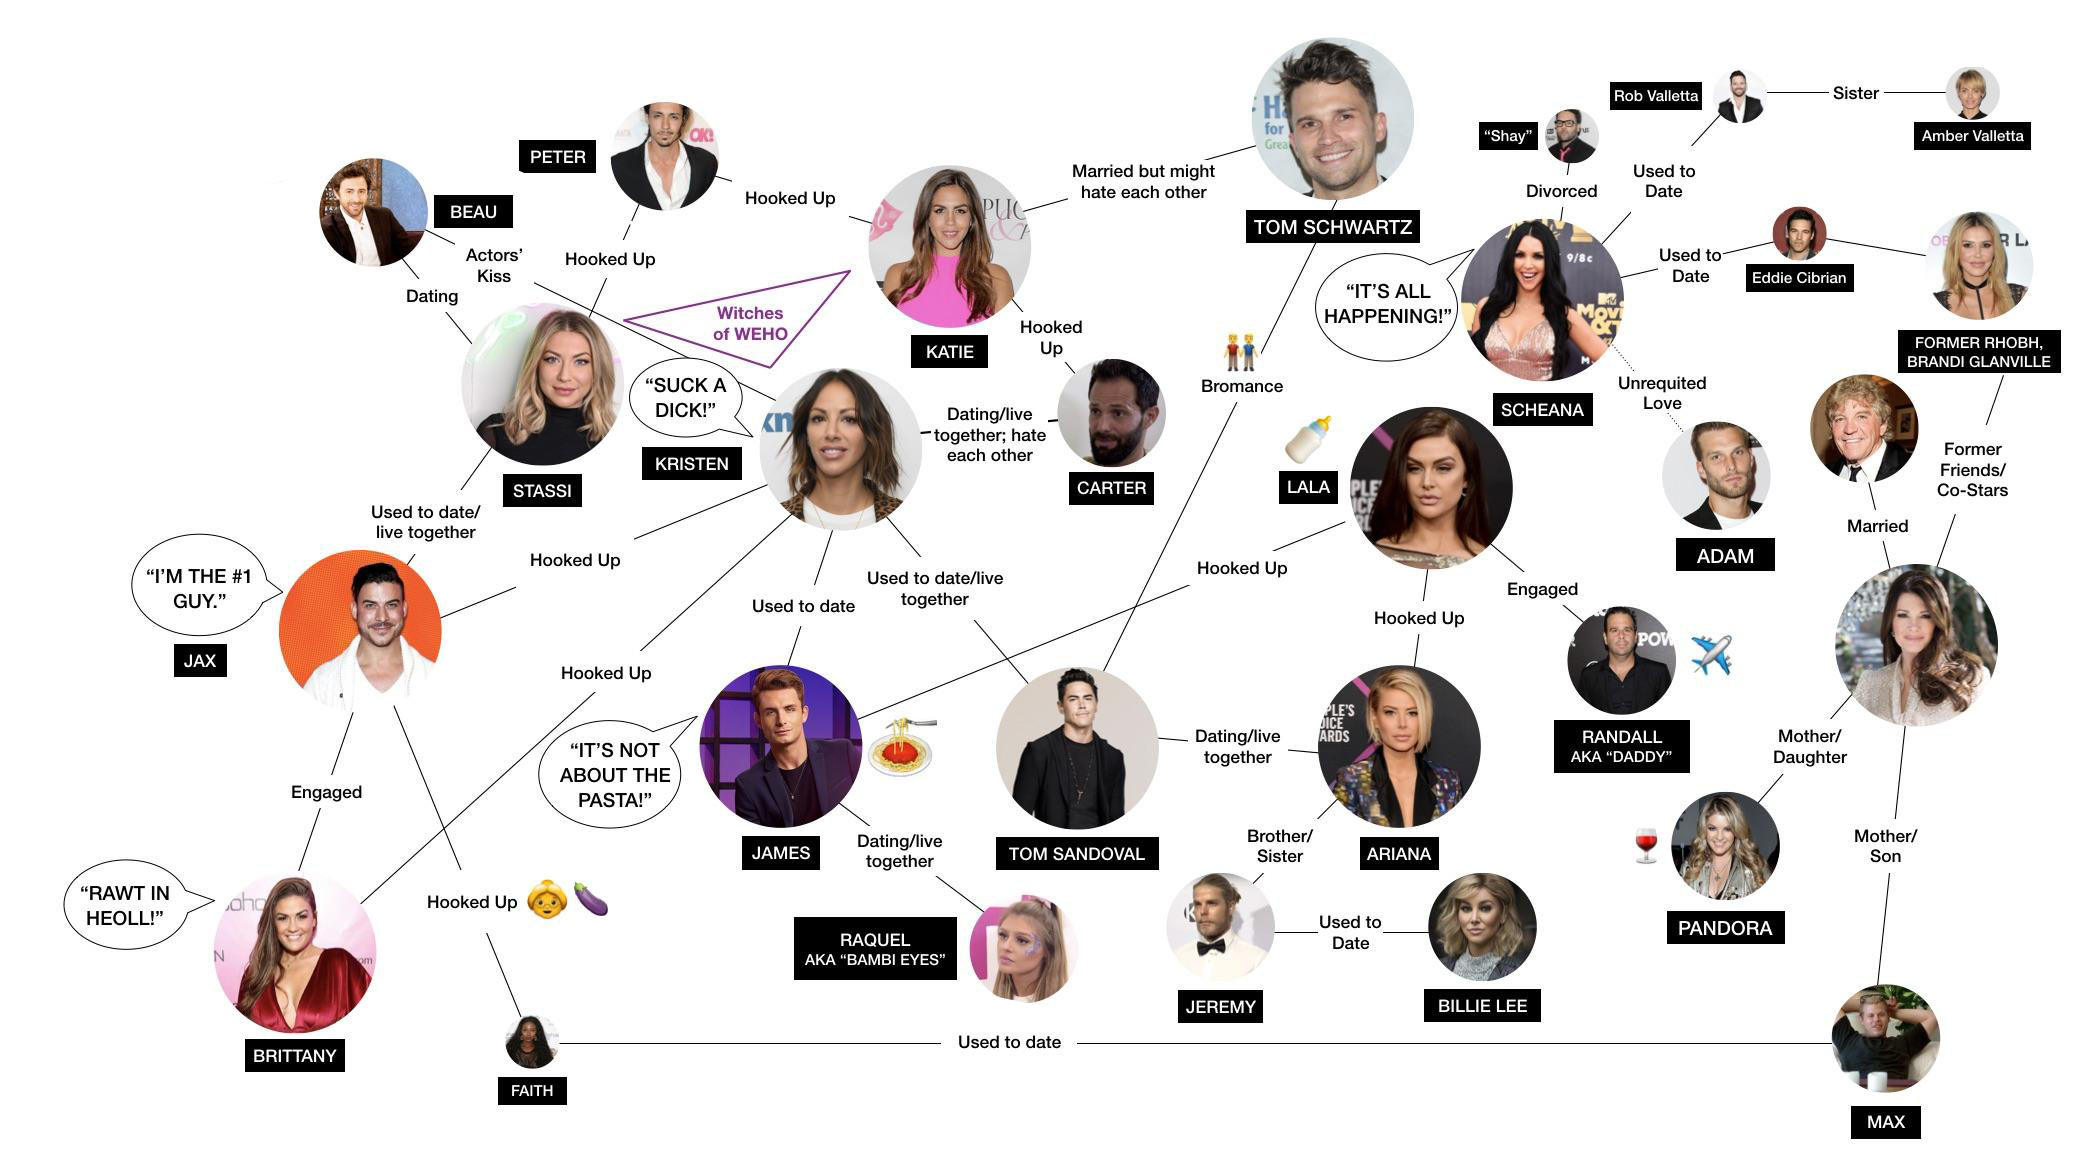 Rob Valletta
Sister
Amber Valletta
“Shay”
PETER
Married but might
hate each other
Divorced
Used to
Date
Hooked Up
BEAU
TOM SCHWARTZ
Actors’
Kiss
Hooked Up
Used to
Date
Eddie Cibrian
Dating
“IT’S ALL
HAPPENING!”
Witches
of WEHO
Hooked
Up
KATIE
FORMER RHOBH,
BRANDI GLANVILLE
“SUCK A
DICK!”
Bromance
Unrequited
Love
SCHEANA
Dating/live
together; hate
each other
KRISTEN
STASSI
CARTER
LALA
Former
Friends/
Co-Stars
Used to date/
live together
Married
ADAM
Hooked Up
Hooked Up
“I’M THE #1
GUY.”
JAX
Used to date
Used to date/live
together
Hooked Up
Engaged
Hooked Up
“IT’S NOT
ABOUT THE
PASTA!”
Dating/live
together
RANDALL
AKA “DADDY”
Mother/
Daughter
Engaged
JAMES
Dating/live
together
TOM SANDOVAL
Brother/
Sister
ARIANA
Mother/
Son
“RAWT IN
HEOLL!”
Hooked Up
RAQUEL
AKA “BAMBI EYES”
Used to
Date
PANDORA
JEREMY
BILLIE LEE
BRITTANY
Used to date
FAITH
MAX
OK!
9/8c
MTV